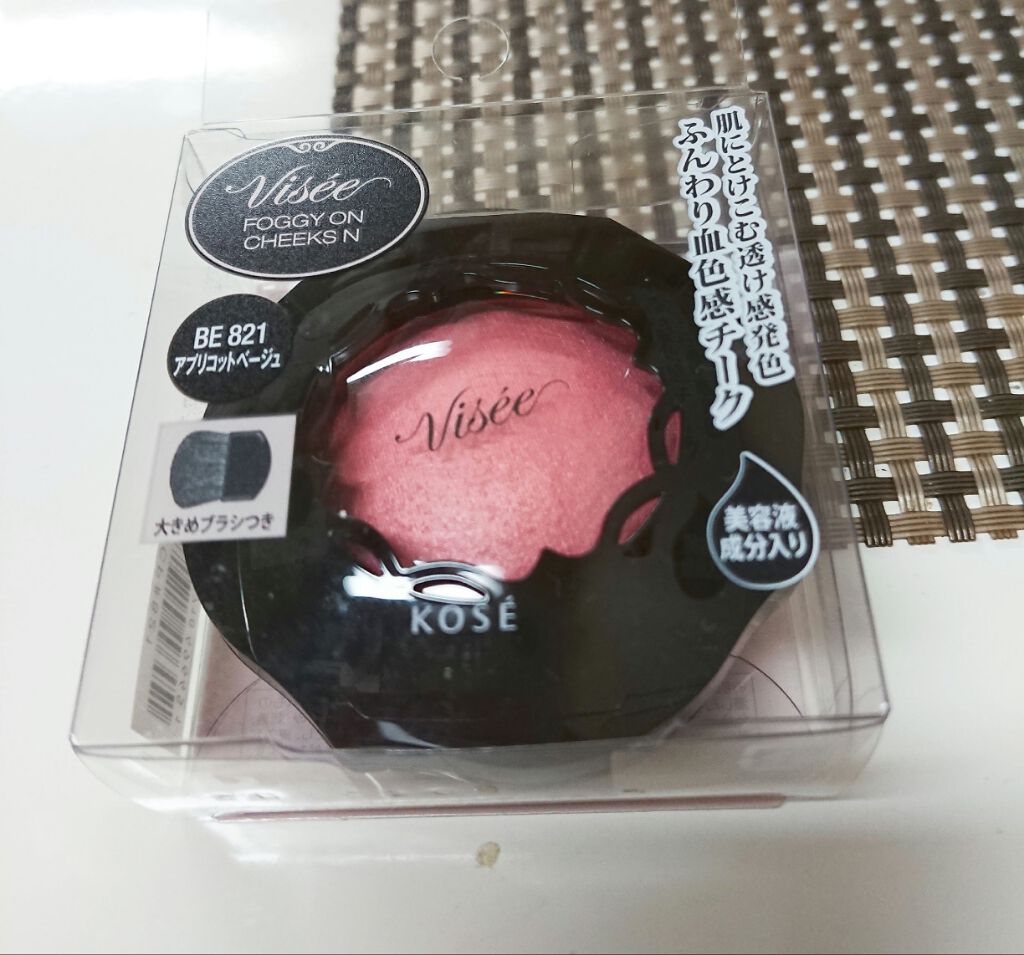 Visée
FOGGY ON
CHEEKS N
肌にとけこむ透け感発色
ふんわり血色感チーク
BE 821
アプリコットベージュ
Visée
大きめブラシつき
美容液
成分入り
KOSÉ